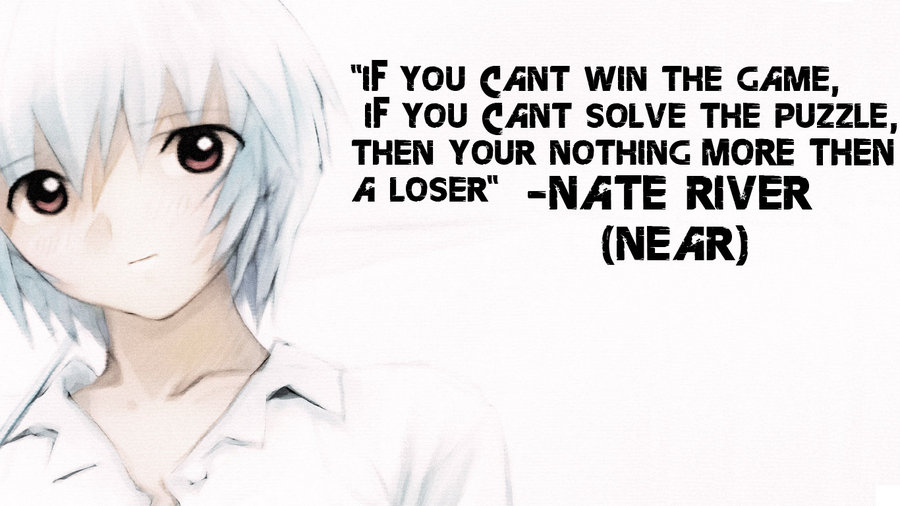 "iF YOU CANT WIN THE GAME,
iF YOU CANT SOLVE THE PUZZLE,
THEN YOUR NOTHING MORE THEN
A LOSER" -NATE RIVER
(NEAR)